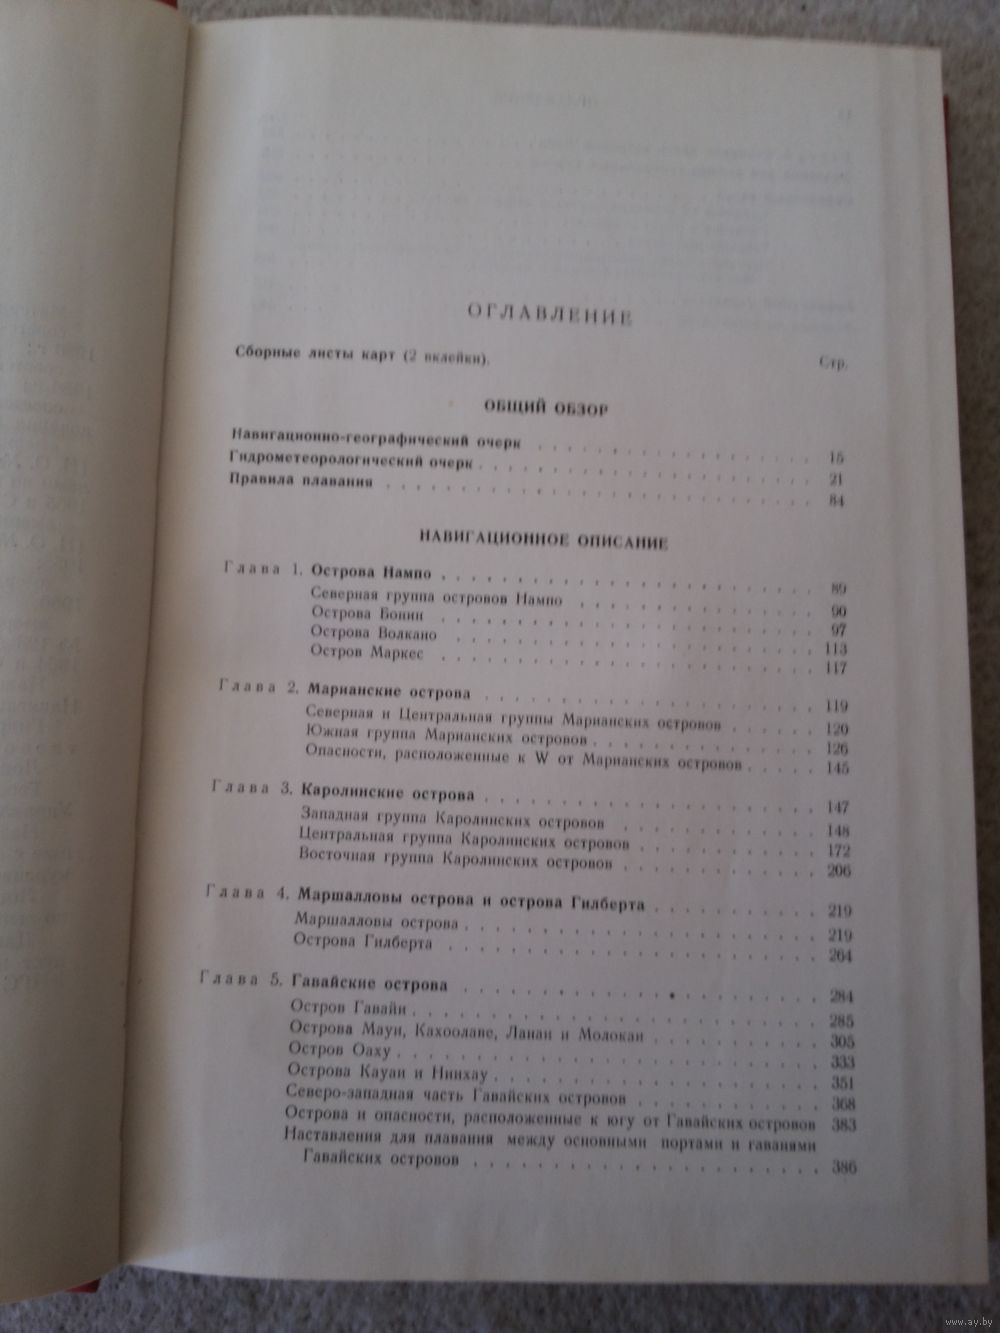 ОГЛАВЛЕНИЕ
Сборные листы карт (2 вклейки). Стр.
ОБЩИЙ ОБЗОР
Навигационно-географический очерк . . . 15
Гидрометеорологический очерк . . . 21
Правила плавания . . . 84
НАВИГАЦИОННОЕ ОПИСАНИЕ
Глава 1. Острова Нампо . . . 89
Северная группа островов Нампо . . . 90
Острова Бонин . . . 97
Острова Волкано . . . 113
Остров Маркес . . . 117
Глава 2. Марианские острова . . . 119
Северная и Центральная группы Марианских островов . . . 120
Южная группа Марианских островов . . . 126
Опасности, расположенные к W от Марианских островов . . . 145
Глава 3. Каролинские острова . . . 147
Западная группа Каролинских островов . . . 148
Центральная группа Каролинских островов . . . 172
Восточная группа Каролинских островов . . . 206
Глава 4. Маршалловы острова и острова Гилберта . . . 219
Маршалловы острова . . . 219
Острова Гилберта . . . 264
Глава 5. Гавайские острова . . . 284
Остров Гавайи . . . 285
Острова Мауи, Кахоолаве, Ланаи и Молокаи . . . 305
Остров Оаху . . . 333
Острова Кауаи и Ниихау . . . 351
Северо-западная часть Гавайских островов . . . 368
Острова и опасности, расположенные к югу от Гавайских островов 383
Наставления для плавания между основными портами и гаванями
Гавайских островов . . . 386
www.ay.by